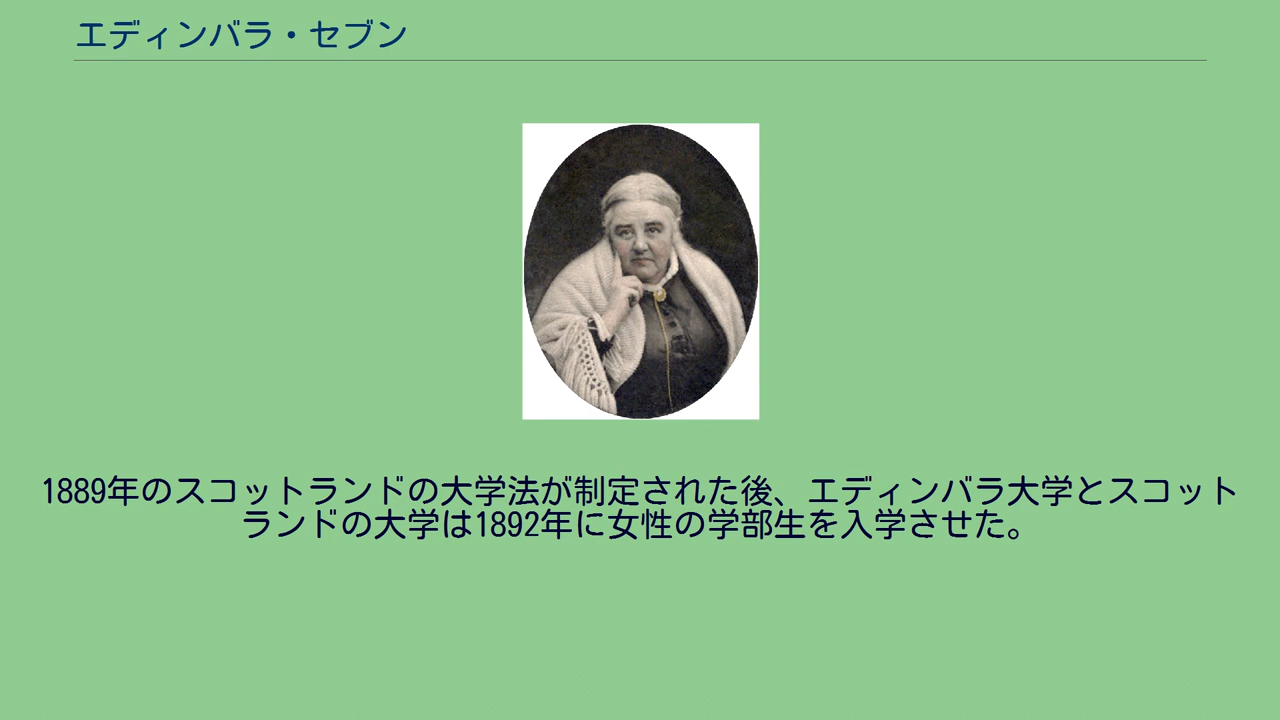 エディンバラ・セブン
1889年のスコットランドの大学法が制定された後、エディンバラ大学とスコット
ランドの大学は1892年に女性の学部生を入学させた。